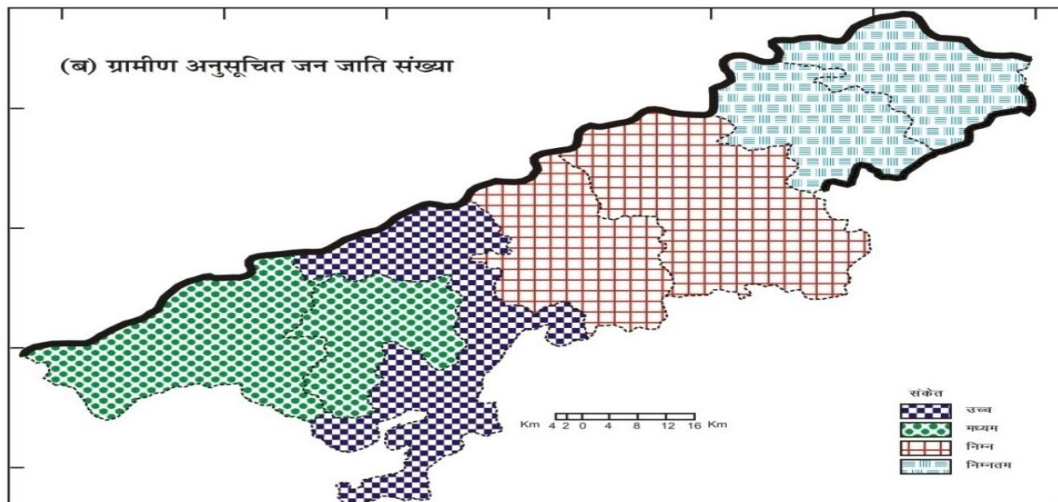 (ब) ग्रामीण अनुसूचित जन जाति संख्या
संकेत
उच्च
मध्यम
निम्न
निम्नतम
Km 4 2 0 4 8 12 16 Km